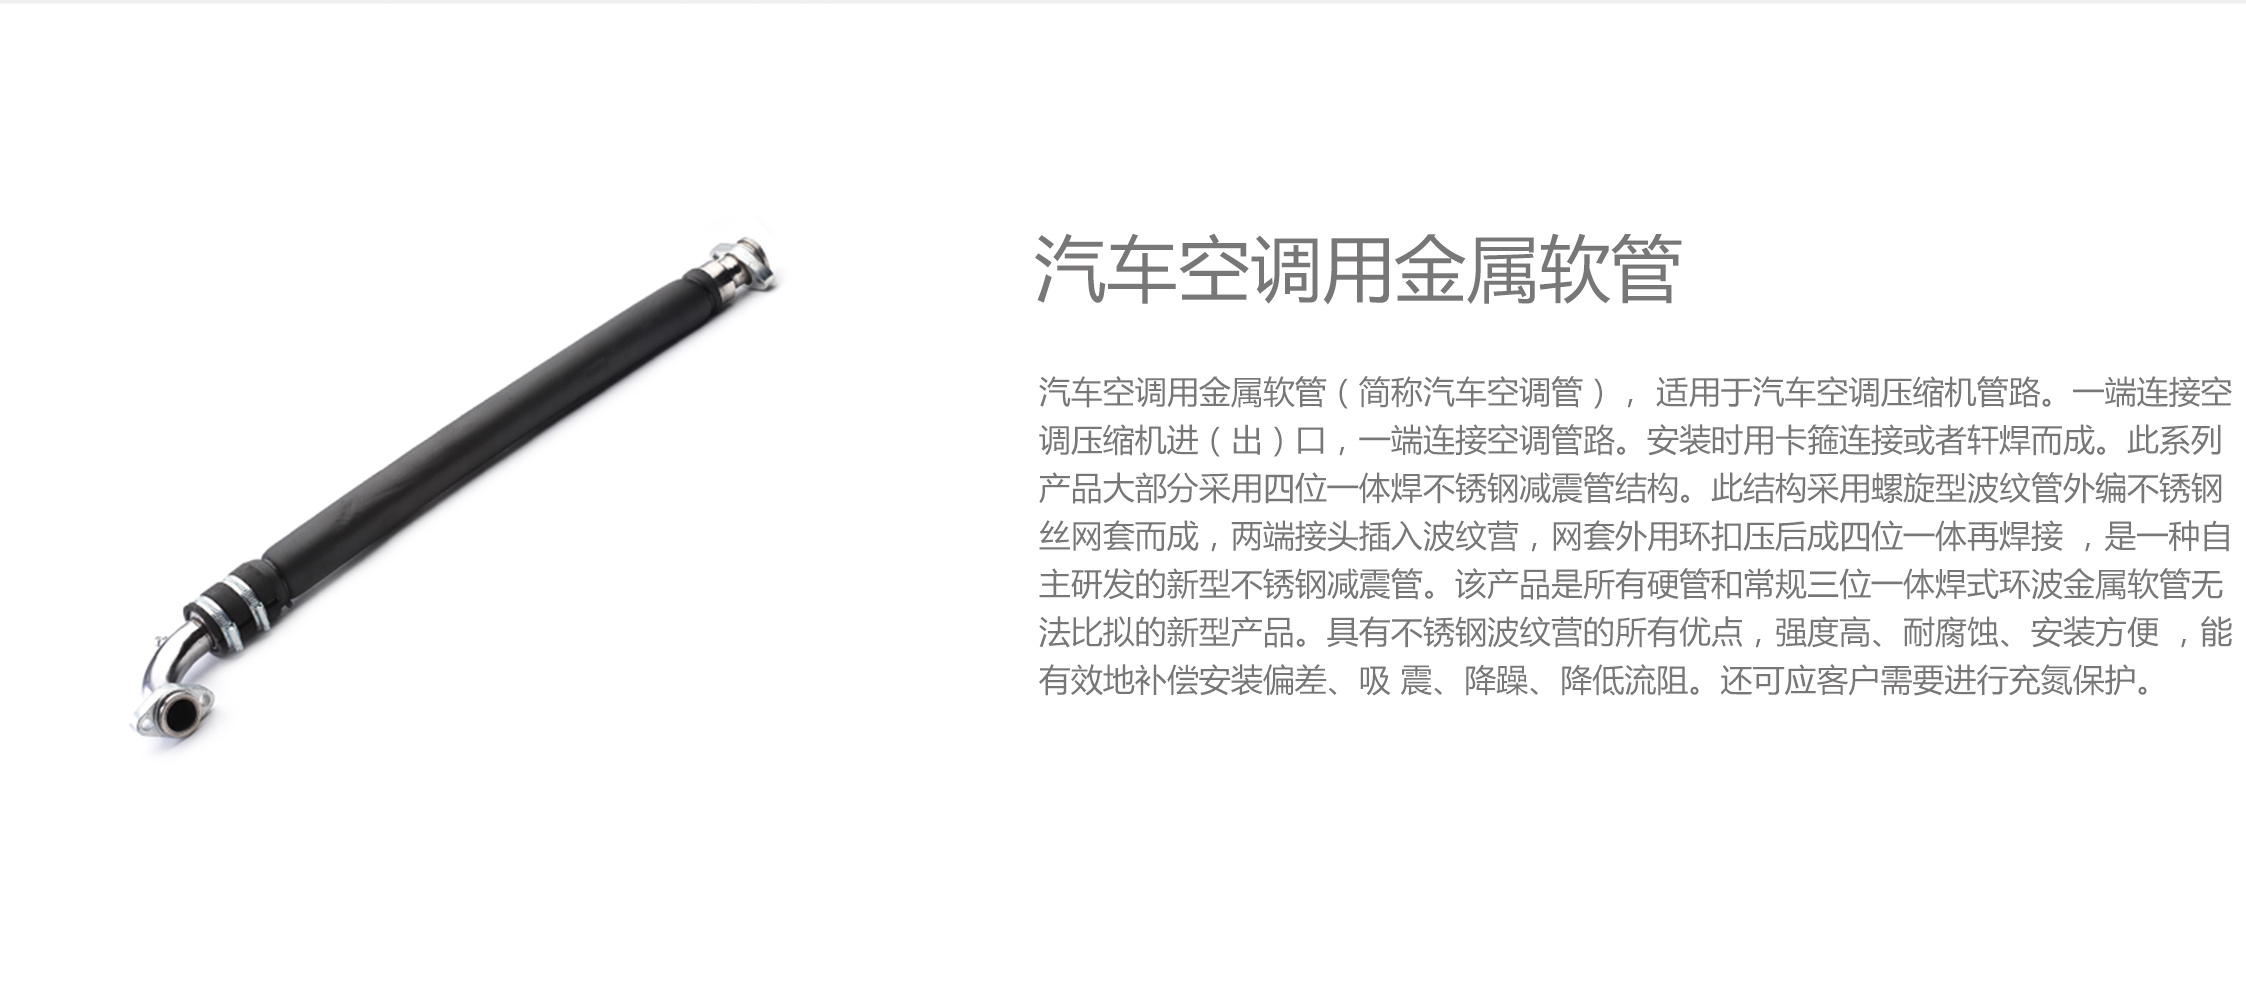 汽车空调用金属软管
汽车空调用金属软管（简称汽车空调管），适用于汽车空调压缩机管路。一端连接空
调压缩机进（出）口，一端连接空调管路。安装时用卡箍连接或者钎焊而成。此系列
产品大部分采用四位一体焊不锈钢减震管结构。此结构采用螺旋型波纹管外编不锈钢
丝网套而成，两端接头插入波纹营，网套外用环扣压后成四位一体再焊接 ，是一种自
主研发的新型不锈钢减震管。该产品是所有硬管和常规三位一体焊式环波金属软管无
法比拟的新型产品。具有不锈钢波纹营的所有优点，强度高、耐腐蚀、安装方便 ，能
有效地补偿安装偏差、吸 震、降躁、降低流阻。还可应客户需要进行充氮保护。